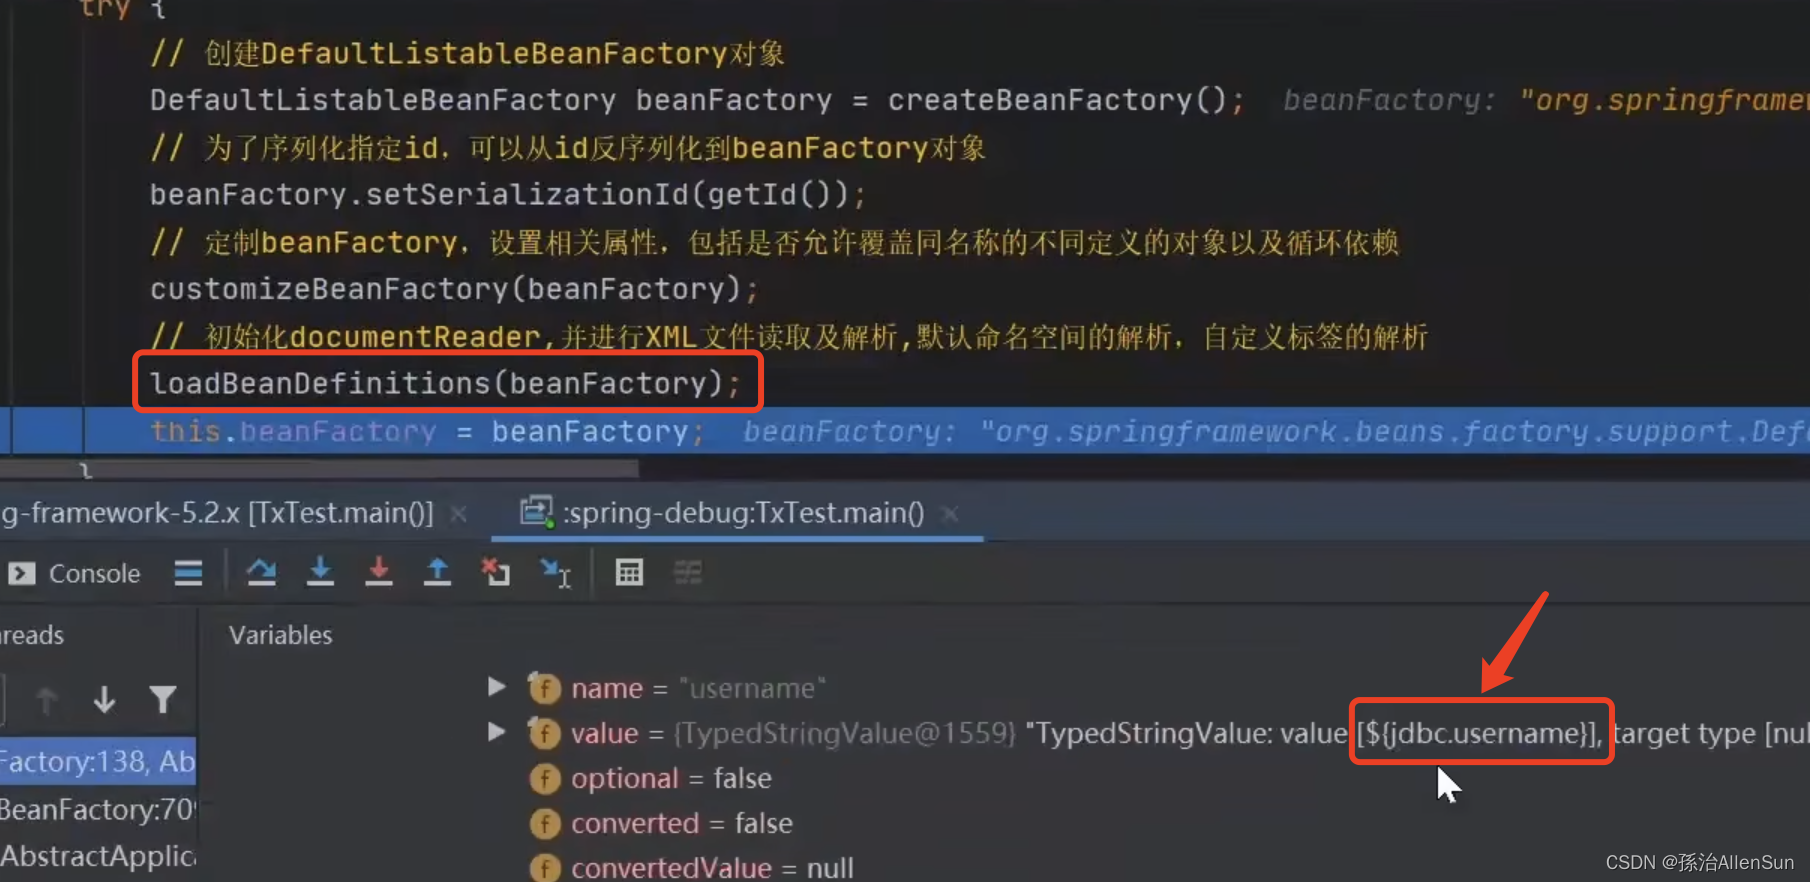 try {
// 创建DefaultListableBeanFactory对象
DefaultListableBeanFactory beanFactory = createBeanFactory(); beanFactory: "org.springframew
// 为了序列化指定id，可以从id反序列化到beanFactory对象
beanFactory.setSerializationId(getId());
// 定制beanFactory，设置相关属性，包括是否允许覆盖同名称的不同定义的对象以及循环依赖
customizeBeanFactory(beanFactory);
// 初始化documentReader,并进行XML文件读取及解析,默认命名空间的解析，自定义标签的解析
loadBeanDefinitions(beanFactory);
this.beanFactory = beanFactory; beanFactory: "org.springframework.beans.factory.support.Defa
}
g-framework-5.2.x [TxTest.main()] × :spring-debug:TxTest.main() ×
Console
reads Variables
name = "username"
value = {TypedStringValue@1559} "TypedStringValue: value [${jdbc.username}], target type [nul
optional = false
Factory:138, Ab
converted = false
BeanFactory:709
convertedValue = null
AbstractApplica
CSDN @孫治AllenSun